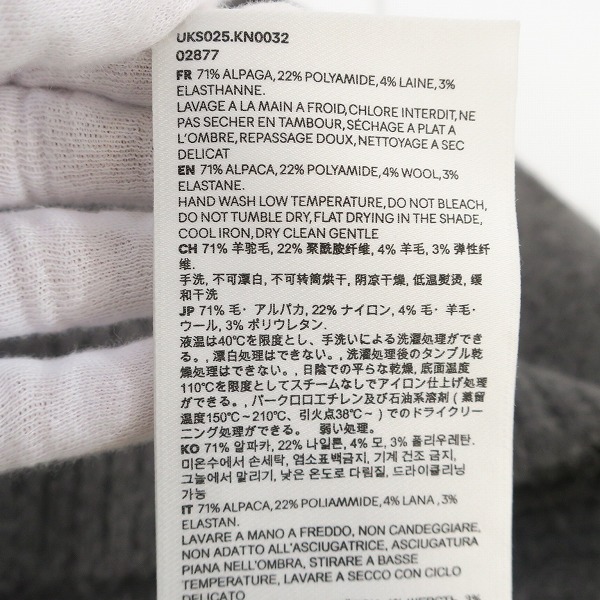 UKS025.KN0032
02877
FR 71% ALPAGA, 22% POLYAMIDE, 4% LAINE, 3%
ELASTHANNE.
LAVAGE A LA MAIN A FROID, CHLORE INTERDIT, NE
PAS SECHER EN TAMBOUR, SÉCHAGE A PLAT A
L'OMBRE, REPASSAGE DOUX, NETTOYAGE A SEC
DELICAT
EN 71% ALPACA, 22% POLYAMIDE, 4% WOOL, 3%
ELASTANE.
HAND WASH LOW TEMPERATURE, DO NOT BLEACH,
DO NOT TUMBLE DRY, FLAT DRYING IN THE SHADE,
COOL IRON, DRY CLEAN GENTLE
CH 71% 羊驼毛, 22% 聚酰胺纤维, 4% 羊毛, 3% 弹性纤
维.
手洗, 不可漂白, 不可转筒烘干, 阴凉干燥, 低温熨烫, 缓
和干洗
JP 71% 毛・アルパカ, 22% ナイロン, 4% 毛・羊毛・
ウール, 3% ポリウレタン.
液温は40℃を限度とし、手洗いによる洗濯処理ができ
る。, 漂白処理はできない。, 洗濯処理後のタンブル乾
燥処理はできない。, 日陰での平らな乾燥, 底面温度
110℃を限度としてスチームなしでアイロン仕上げ処理
ができる。, パークロロエチレン及び石油系溶剤（蒸留
温度150℃～210℃、引火点38℃～）でのドライクリー
ニング処理ができる。 弱い処理。
KO 71% 알파카, 22% 나일론, 4% 모, 3% 폴리우레탄.
미온수에서 손세탁, 염소표백금지, 기계 건조 금지,
그늘에서 말리기, 낮은 온도로 다림질, 드라이클리닝
가능
IT 71% ALPACA, 22% POLIAMMIDE, 4% LANA , 3%
ELASTAN.
LAVARE A MANO A FREDDO, NON CANDEGGIARE,
NON ADATTO ALL'ASCIUGATRICE, ASCIUGATURA
PIANA NELL'OMBRA, STIRARE A BASSE
TEMPERATURE, LAVARE A SECCO CON CICLO
DELICATO